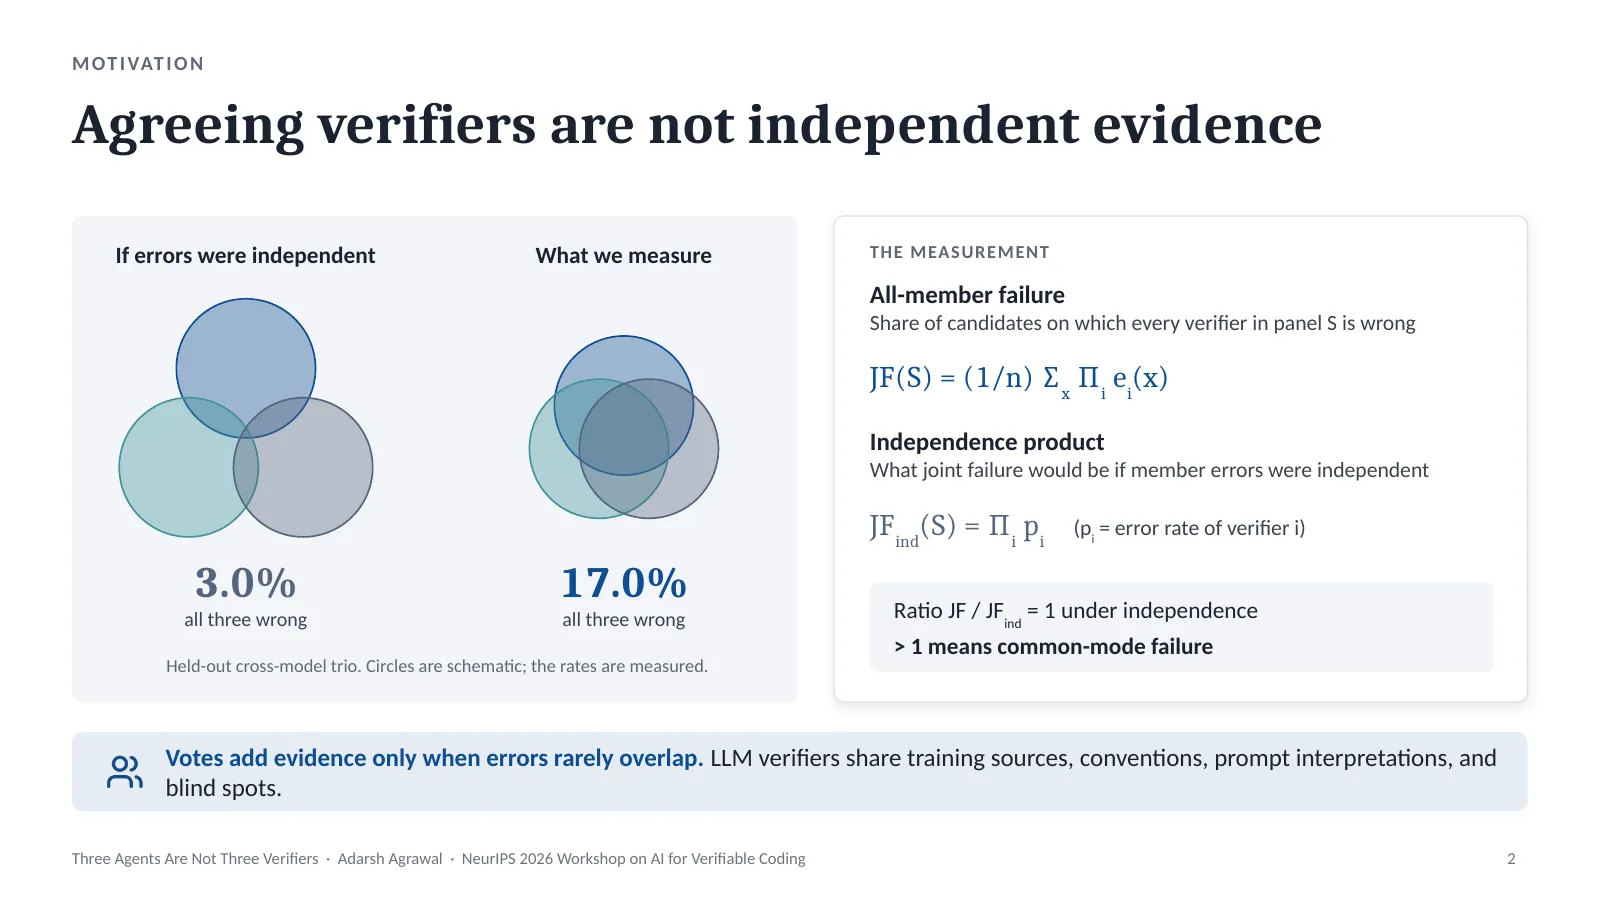 MOTIVATION
Agreeing verifiers are not independent evidence
If errors were independent
What we measure
3.0%
all three wrong
17.0%
all three wrong
Held-out cross-model trio. Circles are schematic; the rates are measured.
THE MEASUREMENT
All-member failure
Share of candidates on which every verifier in panel S is wrong
JF(S) = (1/n) Σx Πi ei(x)
Independence product
What joint failure would be if member errors were independent
JFind(S) = Πi pi (pi = error rate of verifier i)
Ratio JF / JFind = 1 under independence
> 1 means common-mode failure
Votes add evidence only when errors rarely overlap. LLM verifiers share training sources, conventions, prompt interpretations, and
blind spots.
Three Agents Are Not Three Verifiers · Adarsh Agrawal · NeurIPS 2026 Workshop on AI for Verifiable Coding
2